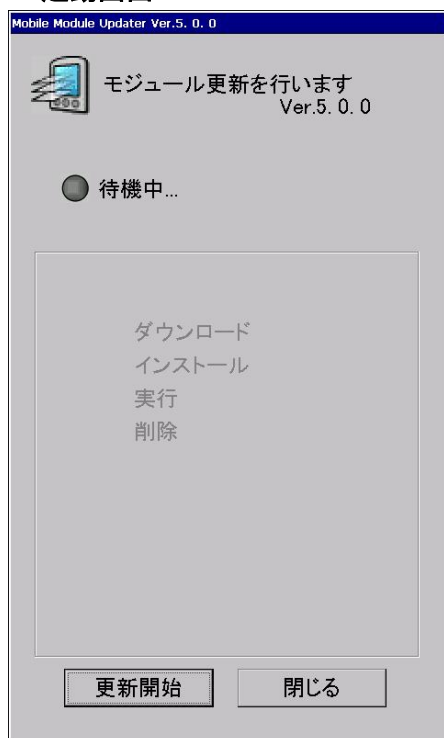 Mobile Module Updater Ver.5. 0. 0
モジュール更新を行います
Ver.5. 0. 0
待機中...
ダウンロード
インストール
実行
削除
更新開始
閉じる